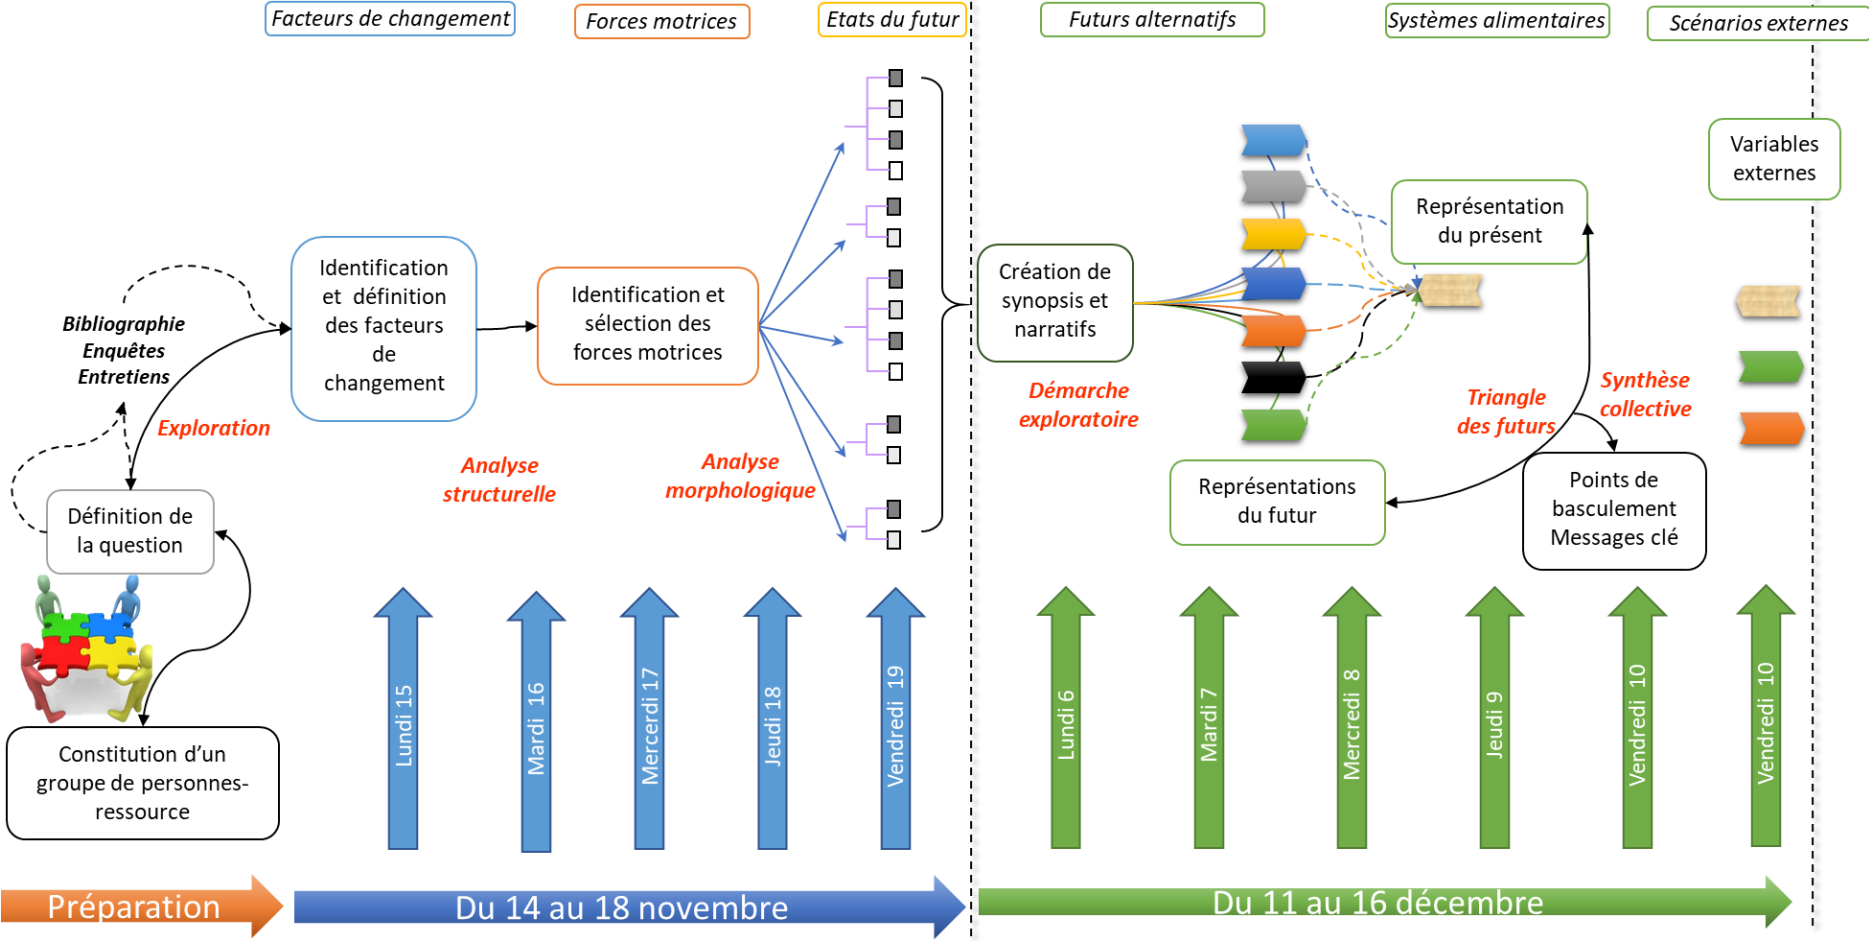 Facteurs de changement
Forces motrices
Etats du futur
Futurs alternatifs
Systèmes alimentaires
Scénarios externes
Variables
externes
Représentation
du présent
Identification
et définition
des facteurs
de
changement
Identification et
sélection des
forces motrices
Création de
synopsis et
narratifs
Bibliographie
Enquêtes
Entretiens
Exploration
Analyse
structurelle
Analyse
morphologique
Démarche
exploratoire
Triangle
des futurs
Synthèse
collective
Définition de
la question
Représentations
du futur
Points de
basculement
Messages clé
Constitution d’un
groupe de personnes-
ressource
Lundi 15
Mardi 16
Mercerdi 17
Jeudi 18
Vendredi 19
Lundi 6
Mardi 7
Mercredi 8
Jeudi 9
Vendredi 10
Vendredi 10
Préparation
Du 14 au 18 novembre
Du 11 au 16 décembre